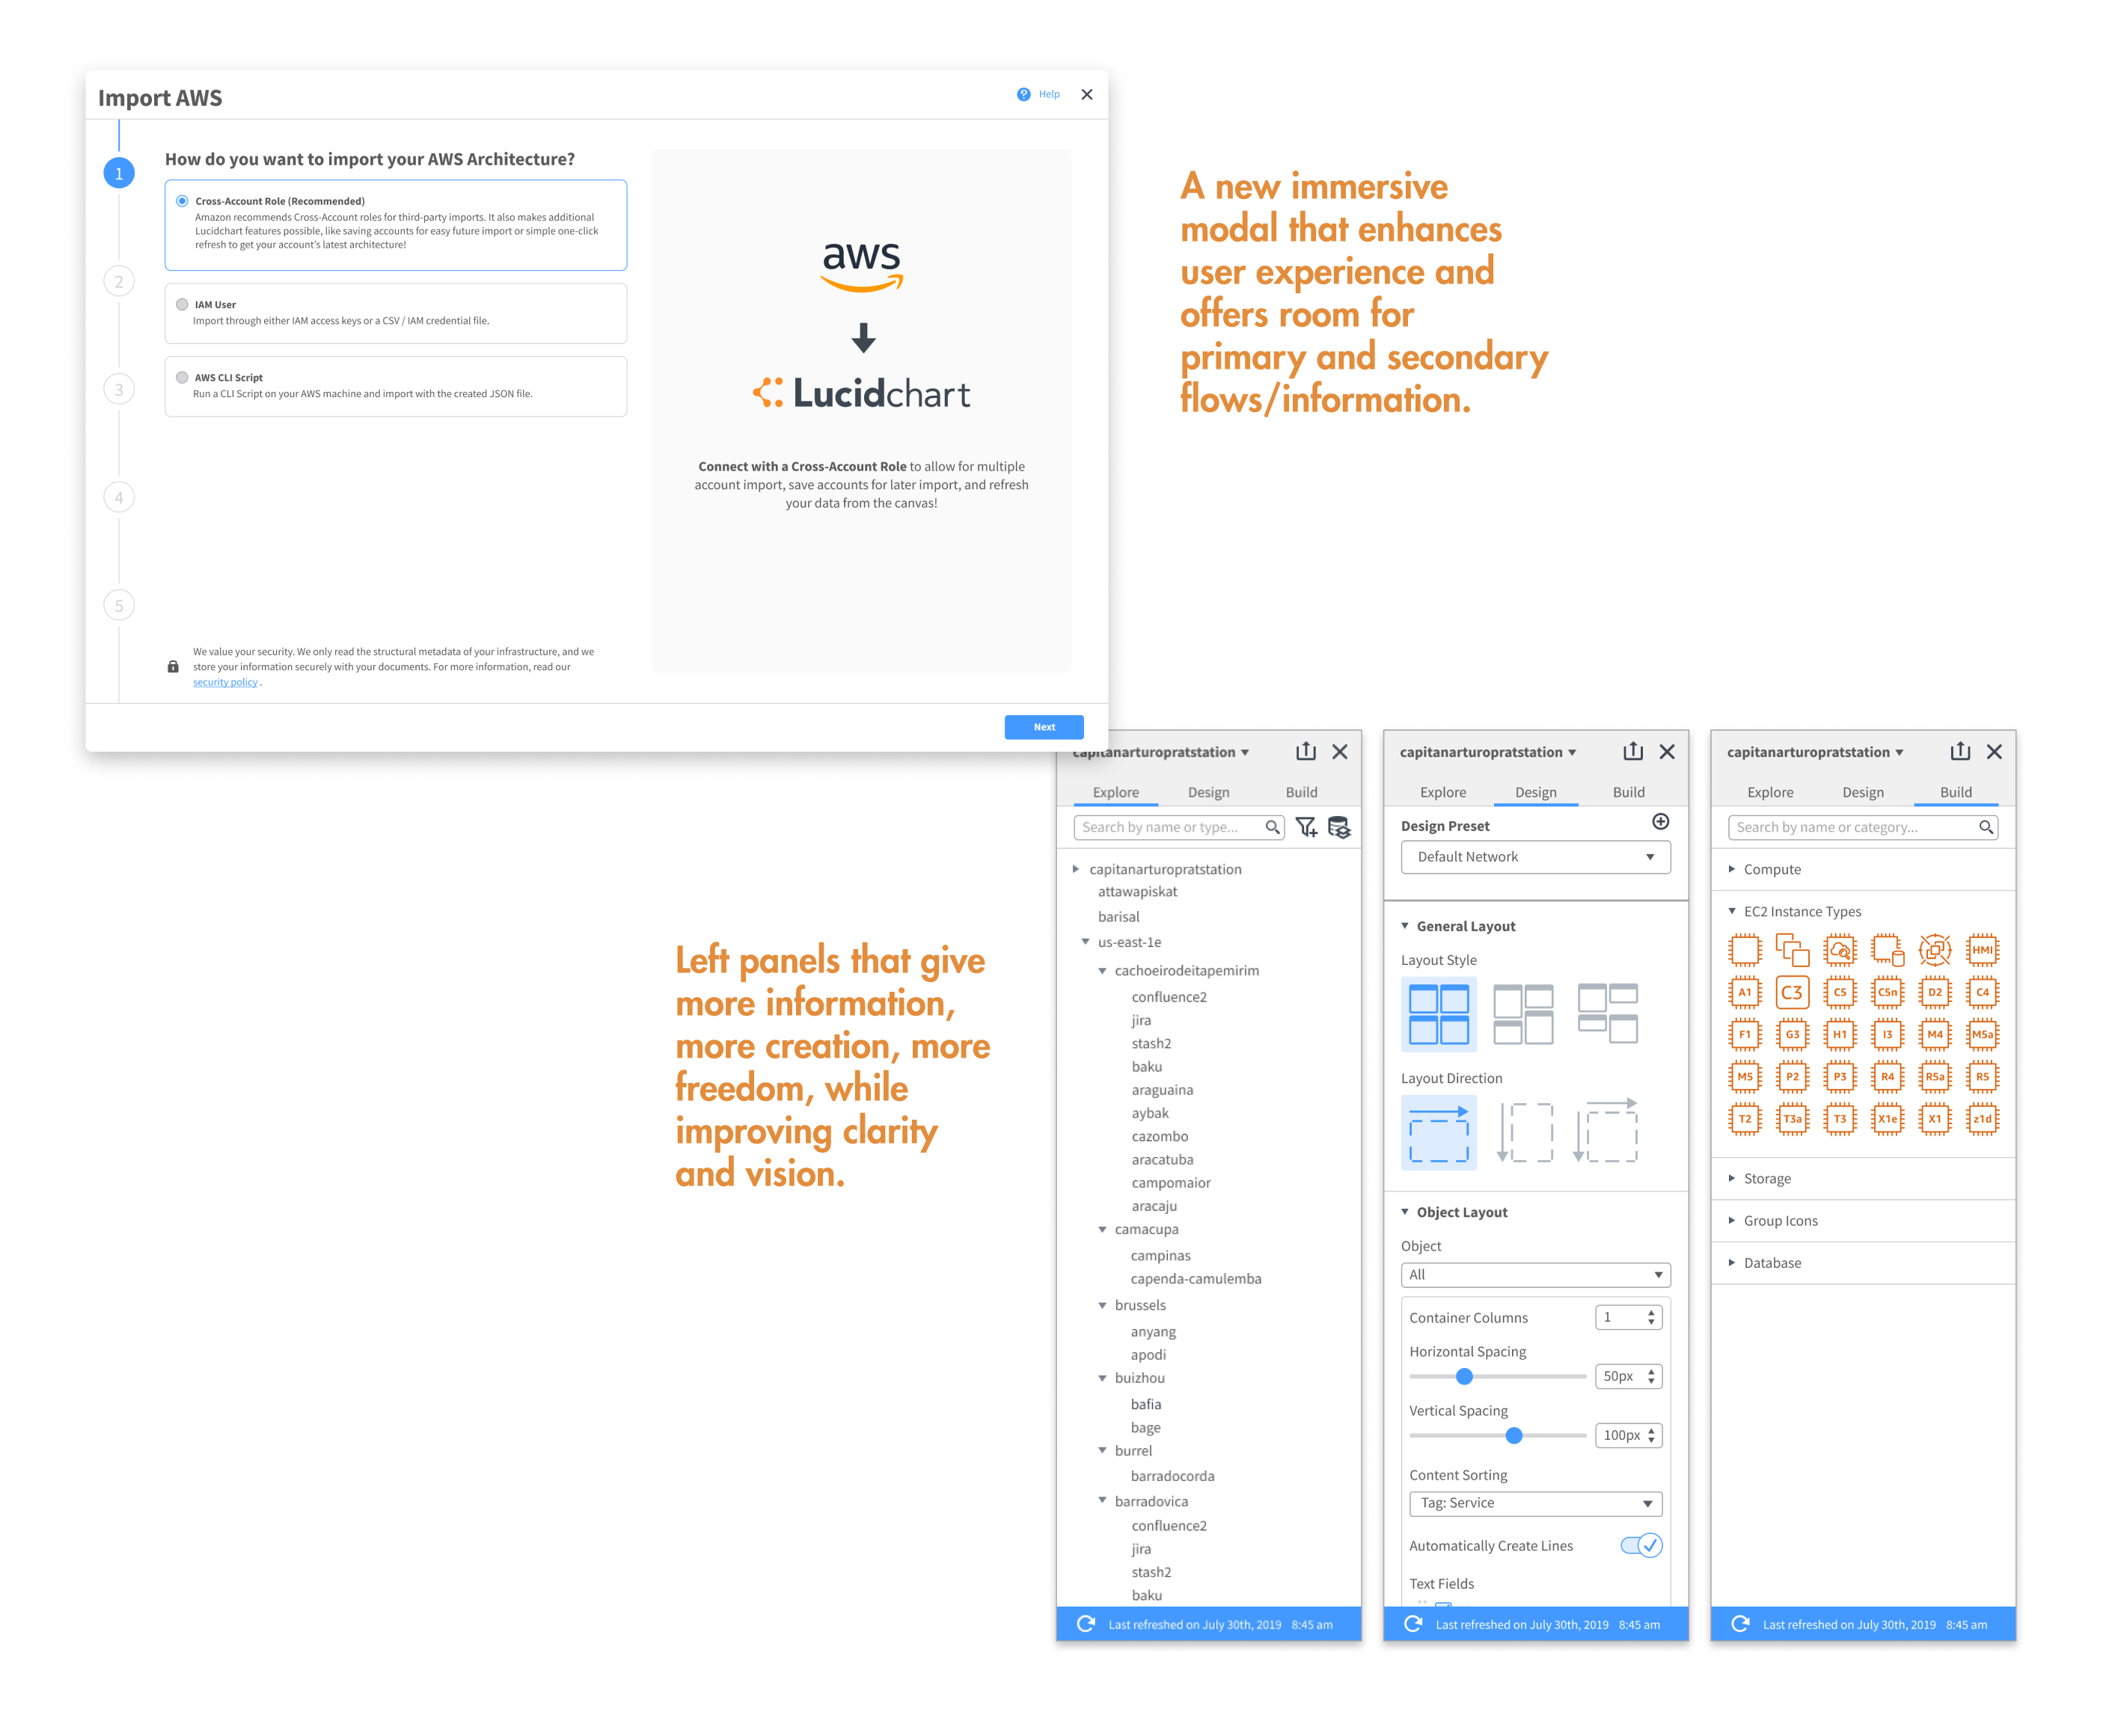 Import AWS
Help
1
How do you want to import your AWS Architecture?
Cross-Account Role (Recommended)
Amazon recommends Cross-Account roles for third-party imports. It also makes additional
Lucidchart features possible, like saving accounts for easy future import or simple one-click
refresh to get your account's latest architecture!
2
IAM User
Import through either IAM access keys or a CSV / IAM credential file.
3
AWS CLI Script
Run a CLI Script on your AWS machine and import with the created JSON file.
4
5
We value your security. We only read the structural metadata of your infrastructure, and we
store your information securely with your documents. For more information, read our
security policy .
aws
Lucidchart
Connect with a Cross-Account Role to allow for multiple
account import, save accounts for later import, and refresh
your data from the canvas!
Next
A new immersive
modal that enhances
user experience and
offers room for
primary and secondary
flows/information.
Left panels that give
more information,
more creation, more
freedom, while
improving clarity
and vision.
capitanarturopratstation
Explore Design Build
Search by name or type...
capitanarturopratstation
attawapiskat
barisal
us-east-1e
cachoeirodeitapemirim
confluence2
jira
stash2
baku
araguaina
aybak
cazombo
aracatuba
campomaior
aracaju
camacupa
campinas
capenda-camulemba
brussels
anyang
apodi
buizhou
bafia
bage
burrel
barradocorda
barradovica
confluence2
jira
stash2
baku
Last refreshed on July 30th, 2019 8:45 am
capitanarturopratstation
Explore Design Build
Design Preset
Default Network
General Layout
Layout Style
Layout Direction
Object Layout
Object
All
Container Columns 1
Horizontal Spacing
50px
Vertical Spacing
100px
Content Sorting
Tag: Service
Automatically Create Lines
Text Fields
Last refreshed on July 30th, 2019 8:45 am
capitanarturopratstation
Explore Design Build
Search by name or category...
Compute
EC2 Instance Types
HMI
A1 C3 C5 C5n D2 C4
F1 G3 H1 I3 M4 M5a
M5 P2 P3 R4 R5a R5
T2 T3a T3 X1e X1 z1d
Storage
Group Icons
Database
Last refreshed on July 30th, 2019 8:45 am